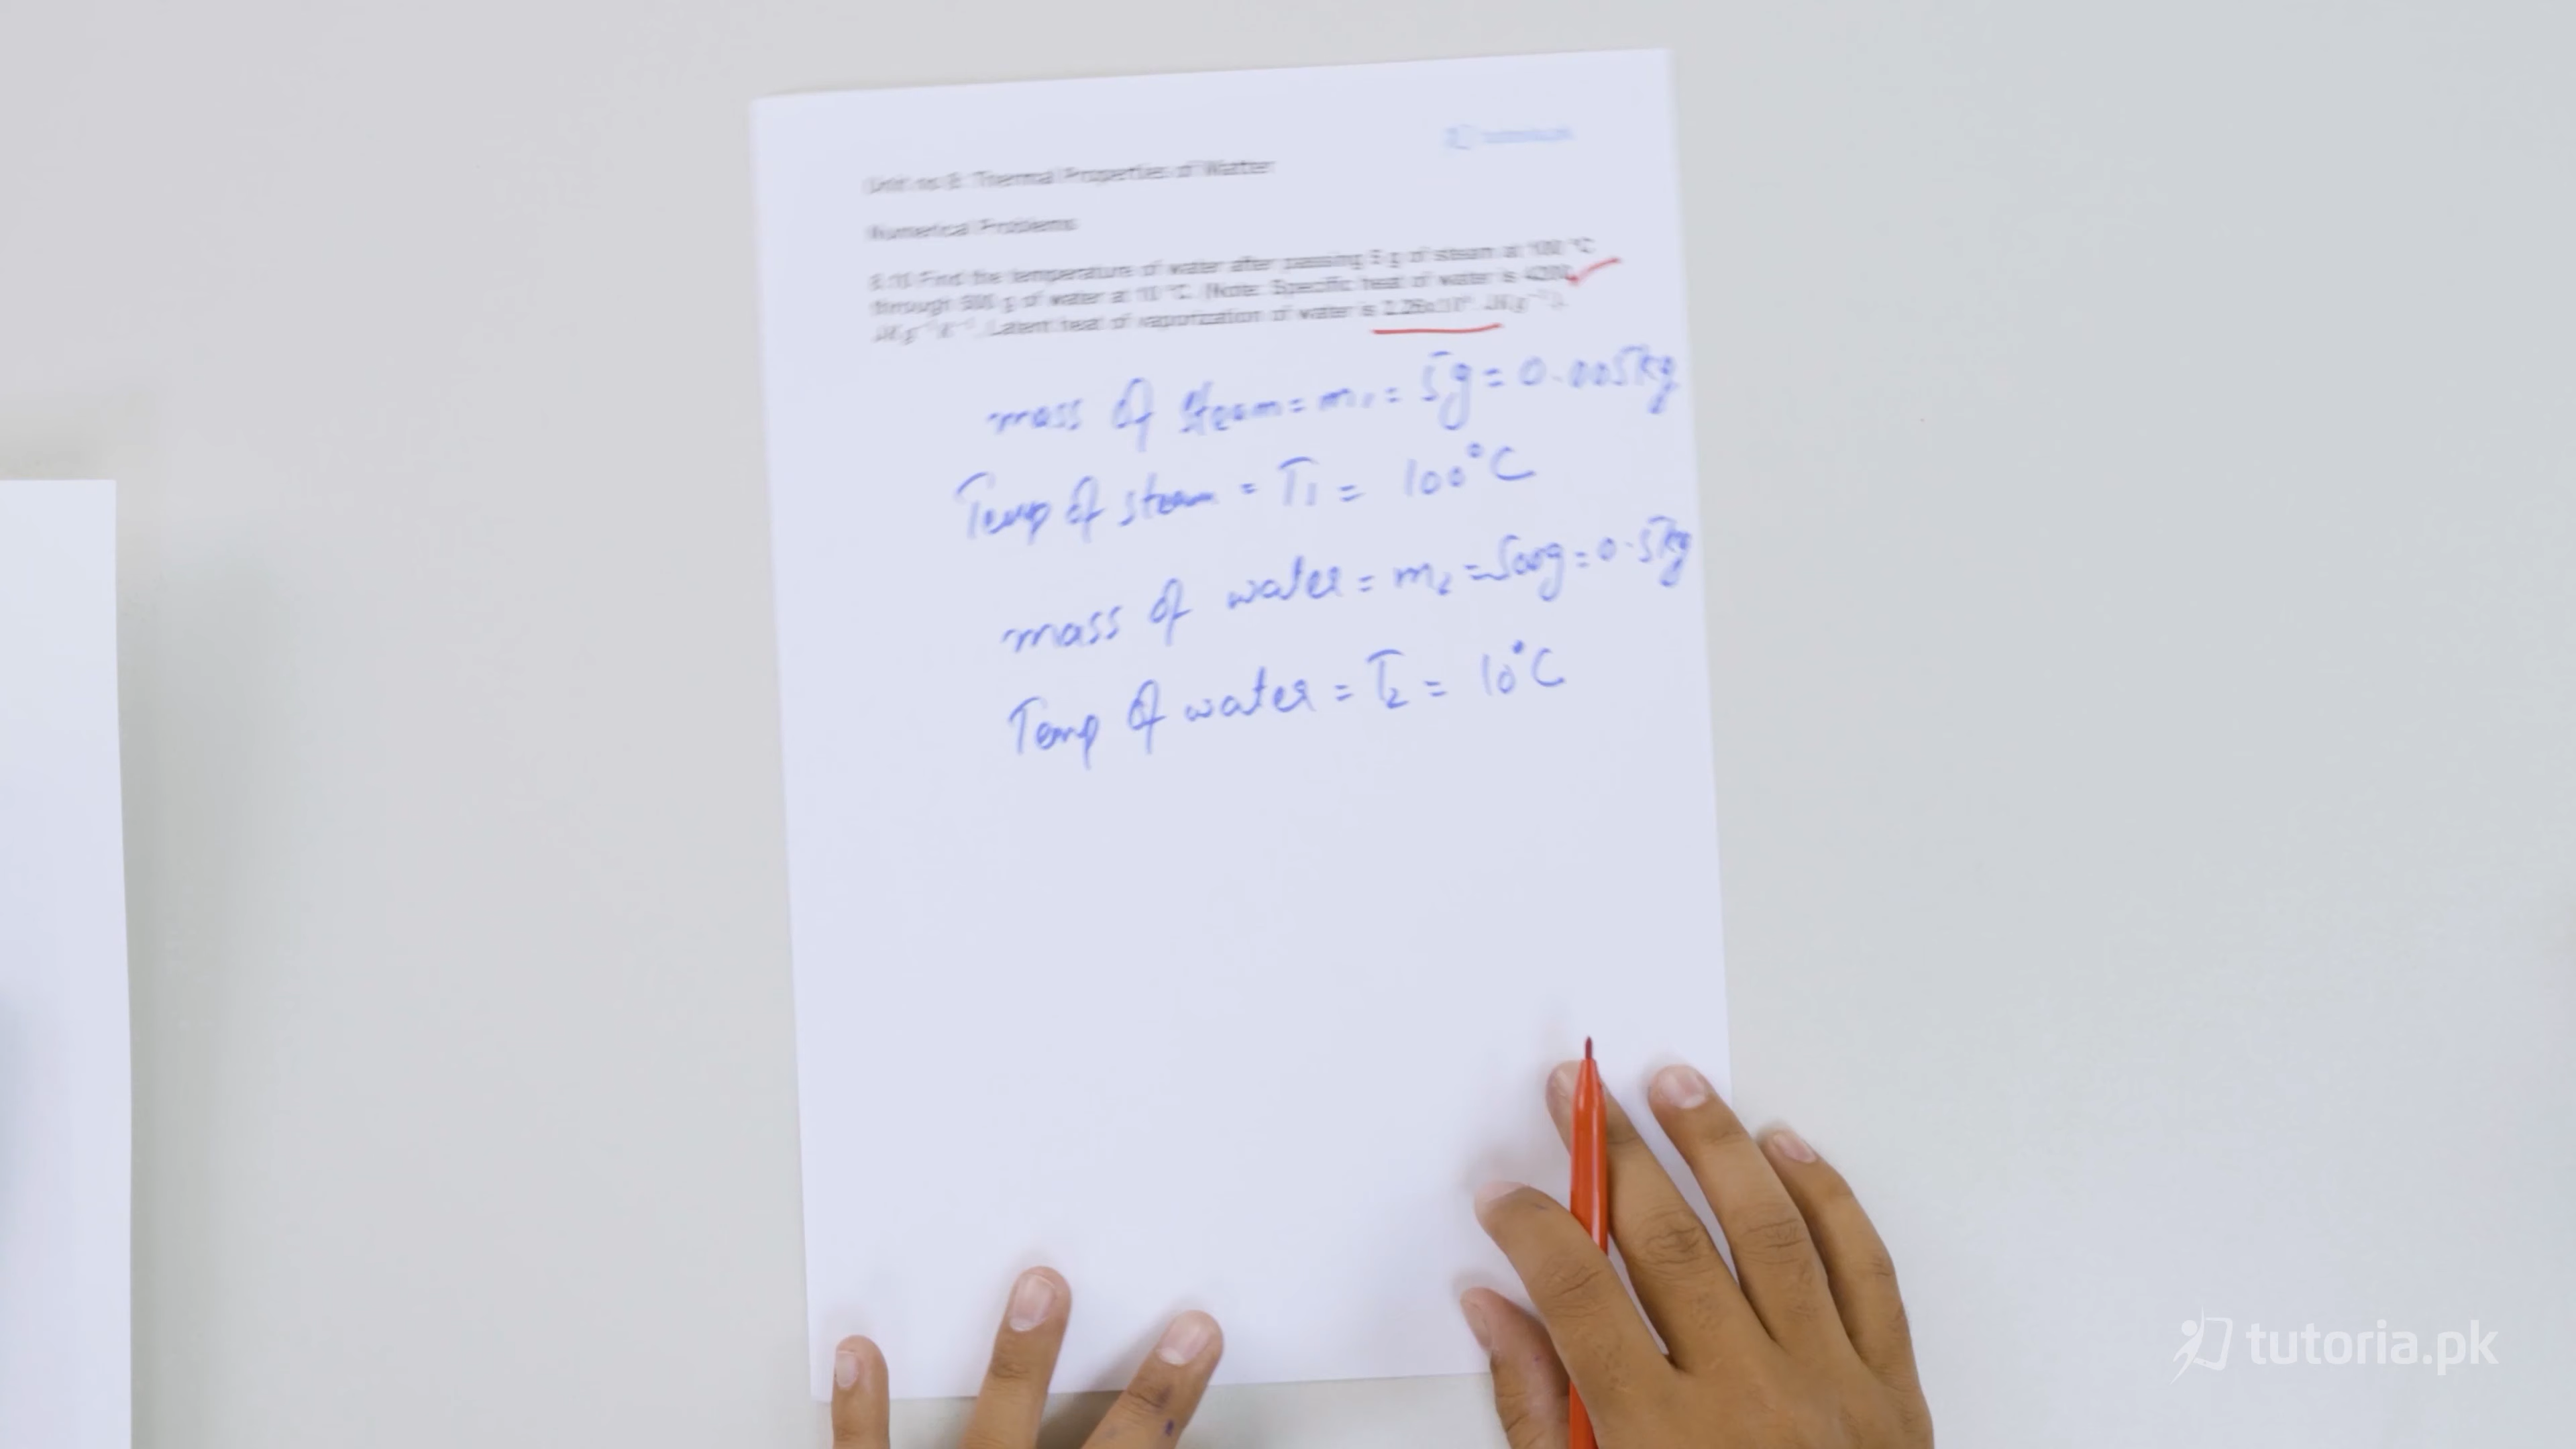 Unit no 8: Thermal Properties of Matter
Numerical Problems
8.10 Find the temperature of water after passing 5 g of steam at 100 °C
through 500 g of water at 10 °C. (Note: Specific heat of water is 4200
JKg⁻¹K⁻¹, Latent heat of vaporization of water is 2.26x10⁶ JKg⁻¹).
mass of steam = m₁ = 5g = 0.005kg
Temp of steam = T₁ = 100°C
mass of water = m₂ = 500g = 0.5kg
Temp of water = T₂ = 10°C
tutoria.pk